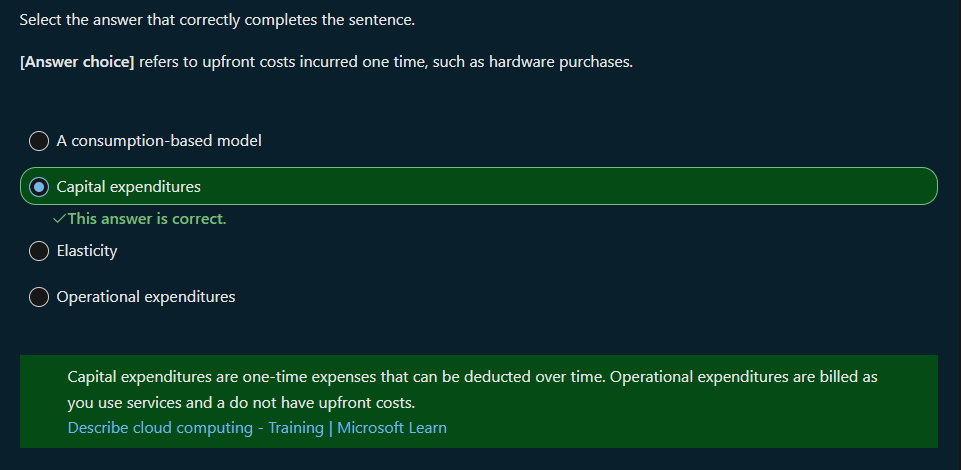 Select the answer that correctly completes the sentence.
[Answer choice] refers to upfront costs incurred one time, such as hardware purchases.
A consumption-based model
Capital expenditures
✓This answer is correct.
Elasticity
Operational expenditures
Capital expenditures are one-time expenses that can be deducted over time. Operational expenditures are billed as
you use services and a do not have upfront costs.
Describe cloud computing - Training | Microsoft Learn